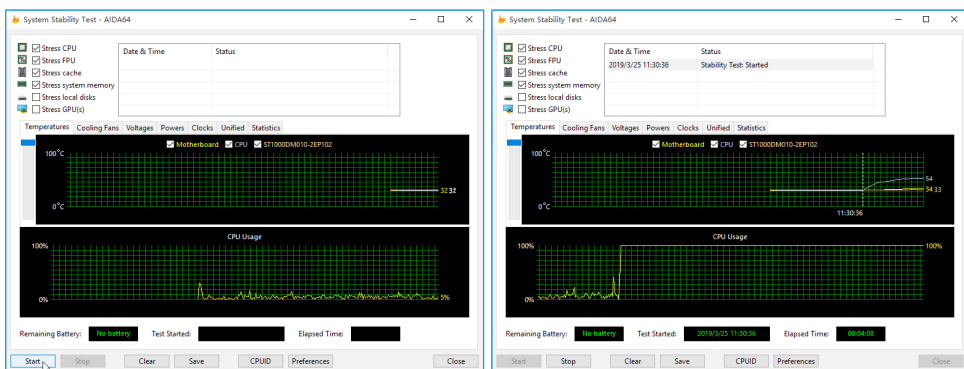 System Stability Test - AIDA64
Stress CPU
Stress FPU
Stress cache
Stress system memory
Stress local disks
Stress GPU(s)
Date & Time Status
Temperatures Cooling Fans Voltages Powers Clocks Unified Statistics
Motherboard CPU ST1000DM010-2EP102
100°C
32 32
0°C
CPU Usage
100%
5%
0%
Remaining Battery: No battery Test Started: Elapsed Time:
Start Stop Clear Save CPUID Preferences Close
System Stability Test - AIDA64
Stress CPU
Stress FPU
Stress cache
Stress system memory
Stress local disks
Stress GPU(s)
Date & Time Status
2019/3/25 11:30:36 Stability Test: Started
Temperatures Cooling Fans Voltages Powers Clocks Unified Statistics
Motherboard CPU ST1000DM010-2EP102
100°C
54
34 33
0°C
11:30:36
CPU Usage
100% 100%
0%
Remaining Battery: No battery Test Started: 2019/3/25 11:30:36 Elapsed Time: 00:04:08
Start Stop Clear Save CPUID Preferences Close